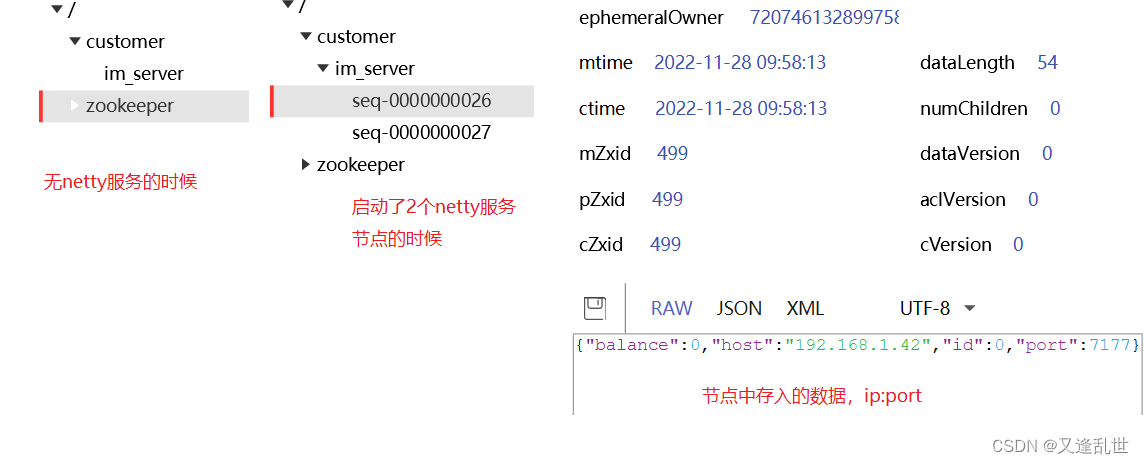 /
customer
im_server
zookeeper
无netty服务的时候
/
customer
im_server
seq-0000000026
seq-0000000027
zookeeper
启动了2个netty服务
节点的时候
ephemeralOwner 72074613289975
mtime 2022-11-28 09:58:13 dataLength 54
ctime 2022-11-28 09:58:13 numChildren 0
mZxid 499 dataVersion 0
pZxid 499 aclVersion 0
cZxid 499 cVersion 0
RAW JSON XML UTF-8
{"balance":0,"host":"192.168.1.42","id":0,"port":7177}
节点中存入的数据，ip:port
CSDN @又逢乱世